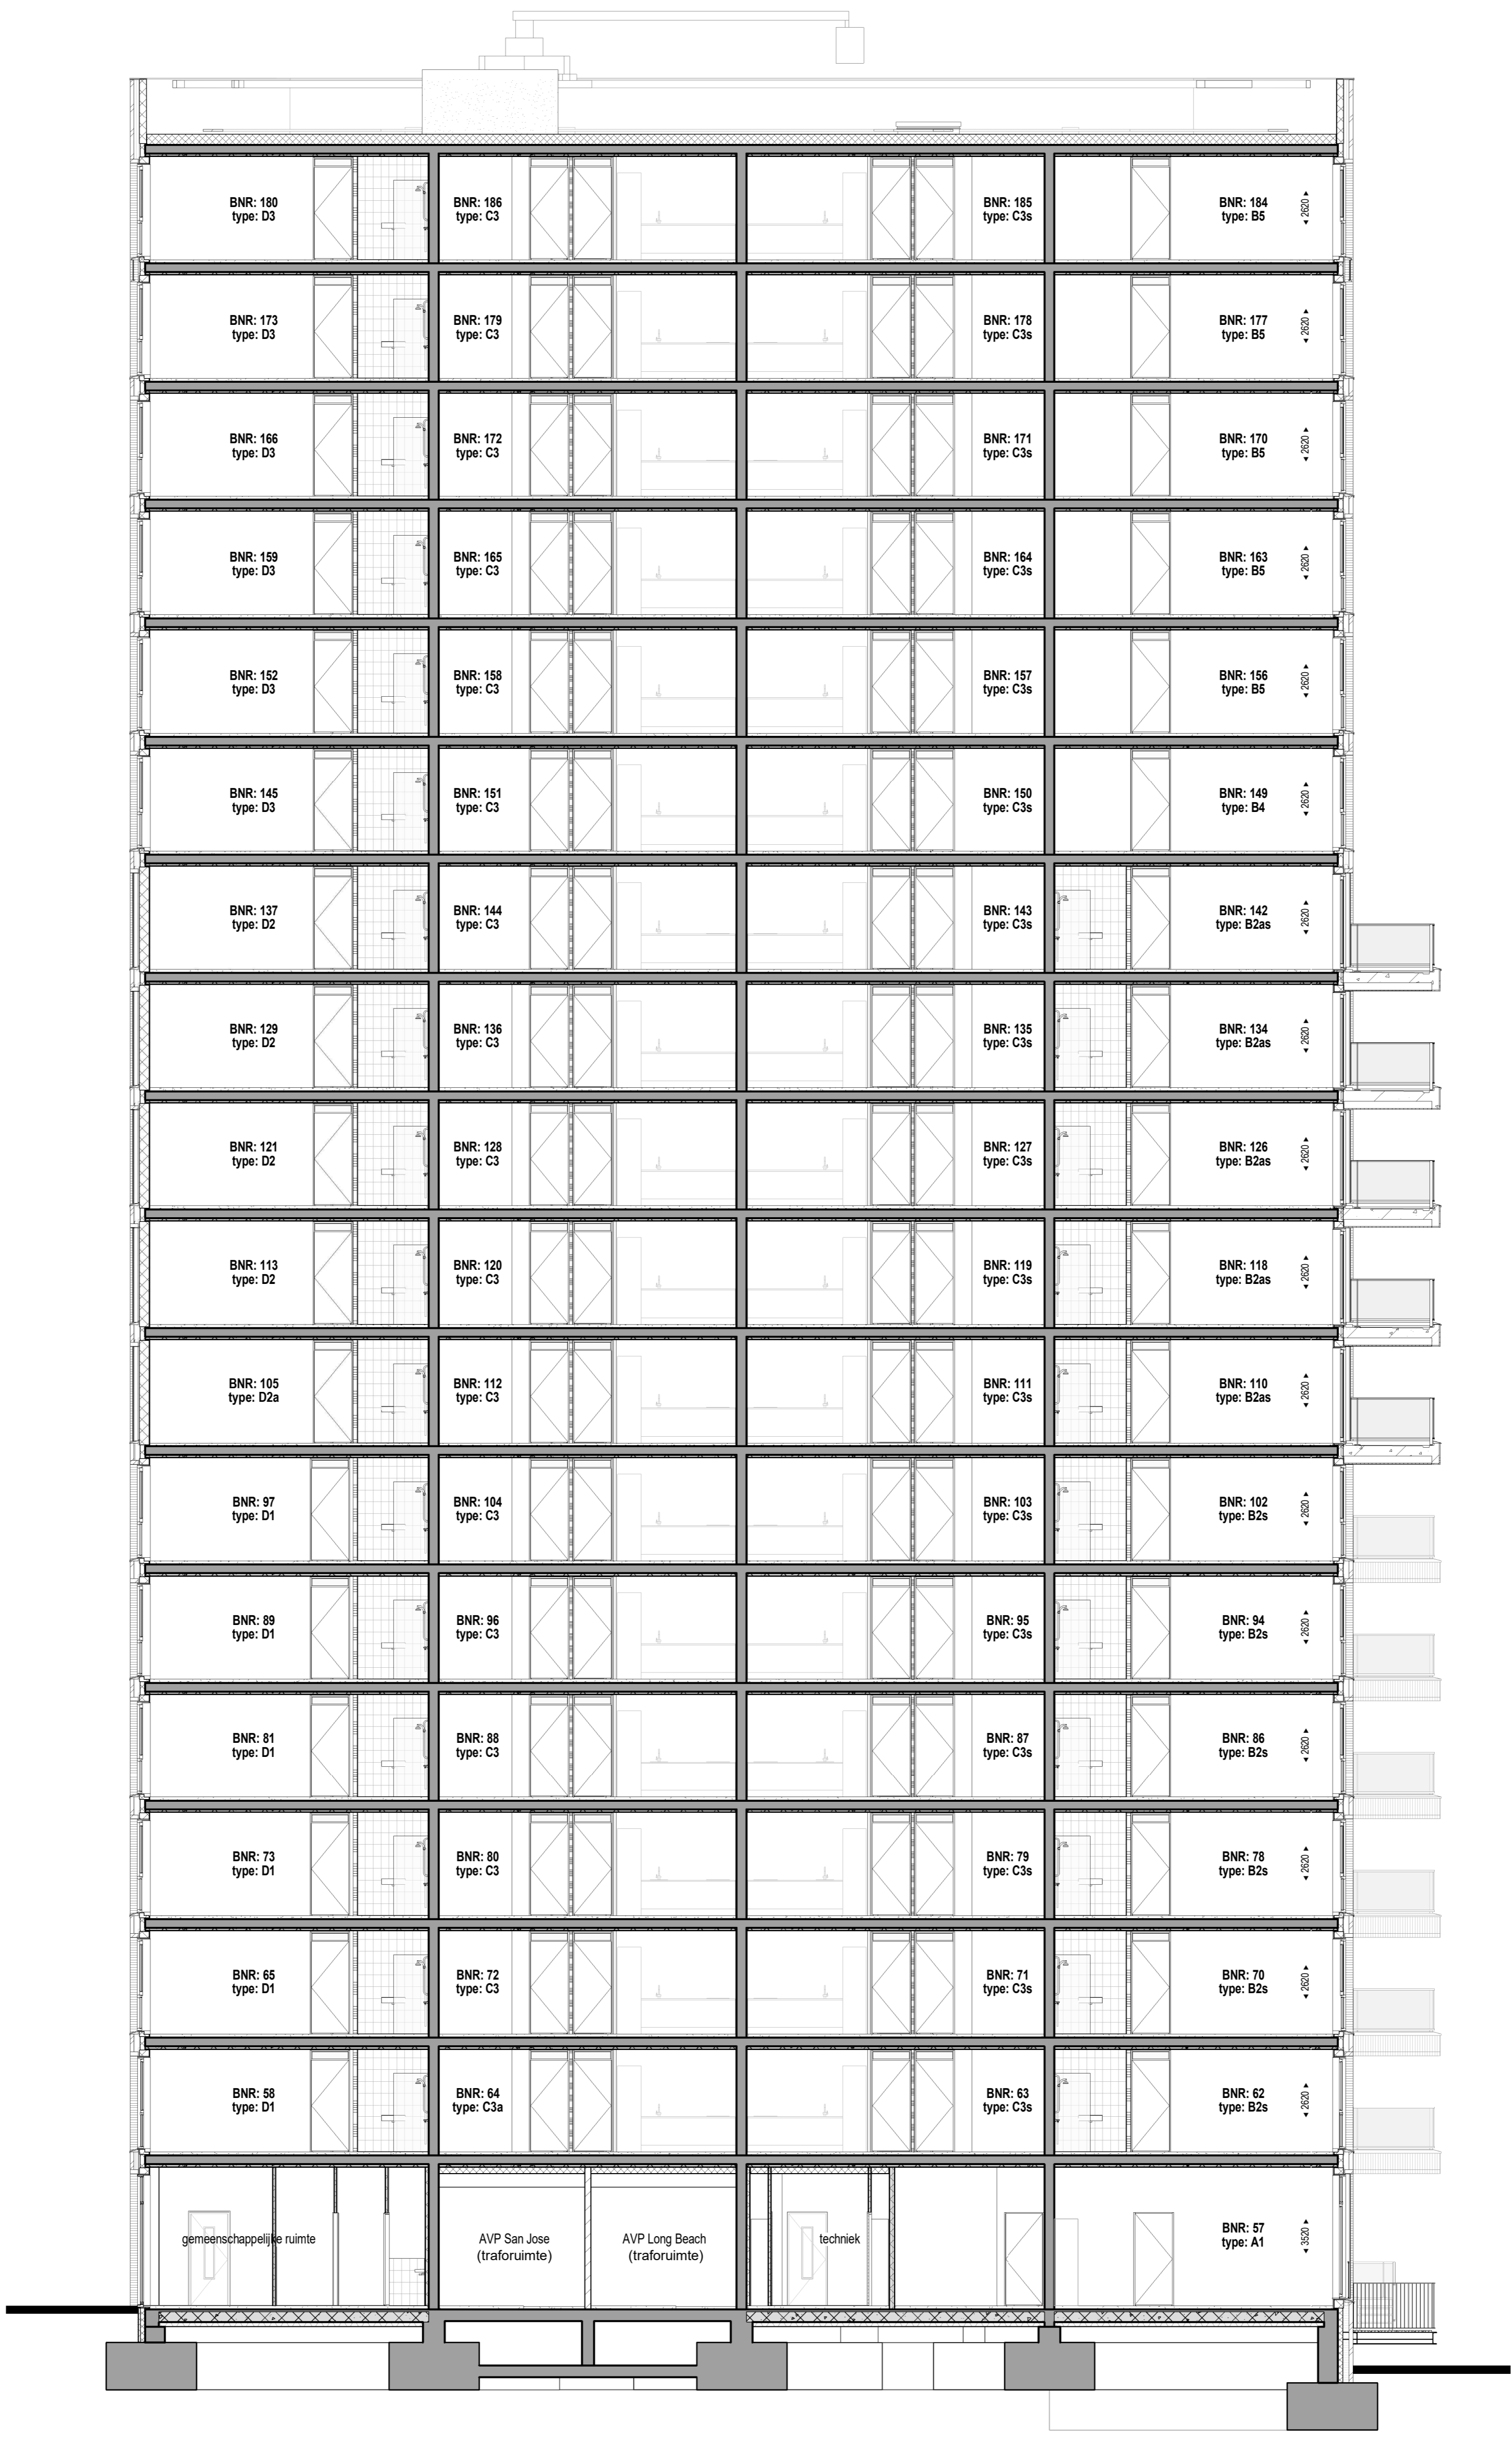 BNR: 180
type: D3
BNR: 186
type: C3
BNR: 185
type: C3s
BNR: 184
type: B5
2620
BNR: 173
type: D3
BNR: 179
type: C3
BNR: 178
type: C3s
BNR: 177
type: B5
2620
BNR: 166
type: D3
BNR: 172
type: C3
BNR: 171
type: C3s
BNR: 170
type: B5
2620
BNR: 159
type: D3
BNR: 165
type: C3
BNR: 164
type: C3s
BNR: 163
type: B5
2620
BNR: 152
type: D3
BNR: 158
type: C3
BNR: 157
type: C3s
BNR: 156
type: B5
2620
BNR: 145
type: D3
BNR: 151
type: C3
BNR: 150
type: C3s
BNR: 149
type: B4
2620
BNR: 137
type: D2
BNR: 144
type: C3
BNR: 143
type: C3s
BNR: 142
type: B2as
2620
BNR: 129
type: D2
BNR: 136
type: C3
BNR: 135
type: C3s
BNR: 134
type: B2as
2620
BNR: 121
type: D2
BNR: 128
type: C3
BNR: 127
type: C3s
BNR: 126
type: B2as
2620
BNR: 113
type: D2
BNR: 120
type: C3
BNR: 119
type: C3s
BNR: 118
type: B2as
2620
BNR: 105
type: D2a
BNR: 112
type: C3
BNR: 111
type: C3s
BNR: 110
type: B2as
2620
BNR: 97
type: D1
BNR: 104
type: C3
BNR: 103
type: C3s
BNR: 102
type: B2s
2620
BNR: 89
type: D1
BNR: 96
type: C3
BNR: 95
type: C3s
BNR: 94
type: B2s
2620
BNR: 81
type: D1
BNR: 88
type: C3
BNR: 87
type: C3s
BNR: 86
type: B2s
2620
BNR: 73
type: D1
BNR: 80
type: C3
BNR: 79
type: C3s
BNR: 78
type: B2s
2620
BNR: 65
type: D1
BNR: 72
type: C3
BNR: 71
type: C3s
BNR: 70
type: B2s
2620
BNR: 58
type: D1
BNR: 64
type: C3a
BNR: 63
type: C3s
BNR: 62
type: B2s
2620
gemeenschappelijke ruimte
AVP San Jose
(traforuimte)
AVP Long Beach
(traforuimte)
techniek
BNR: 57
type: A1
3520